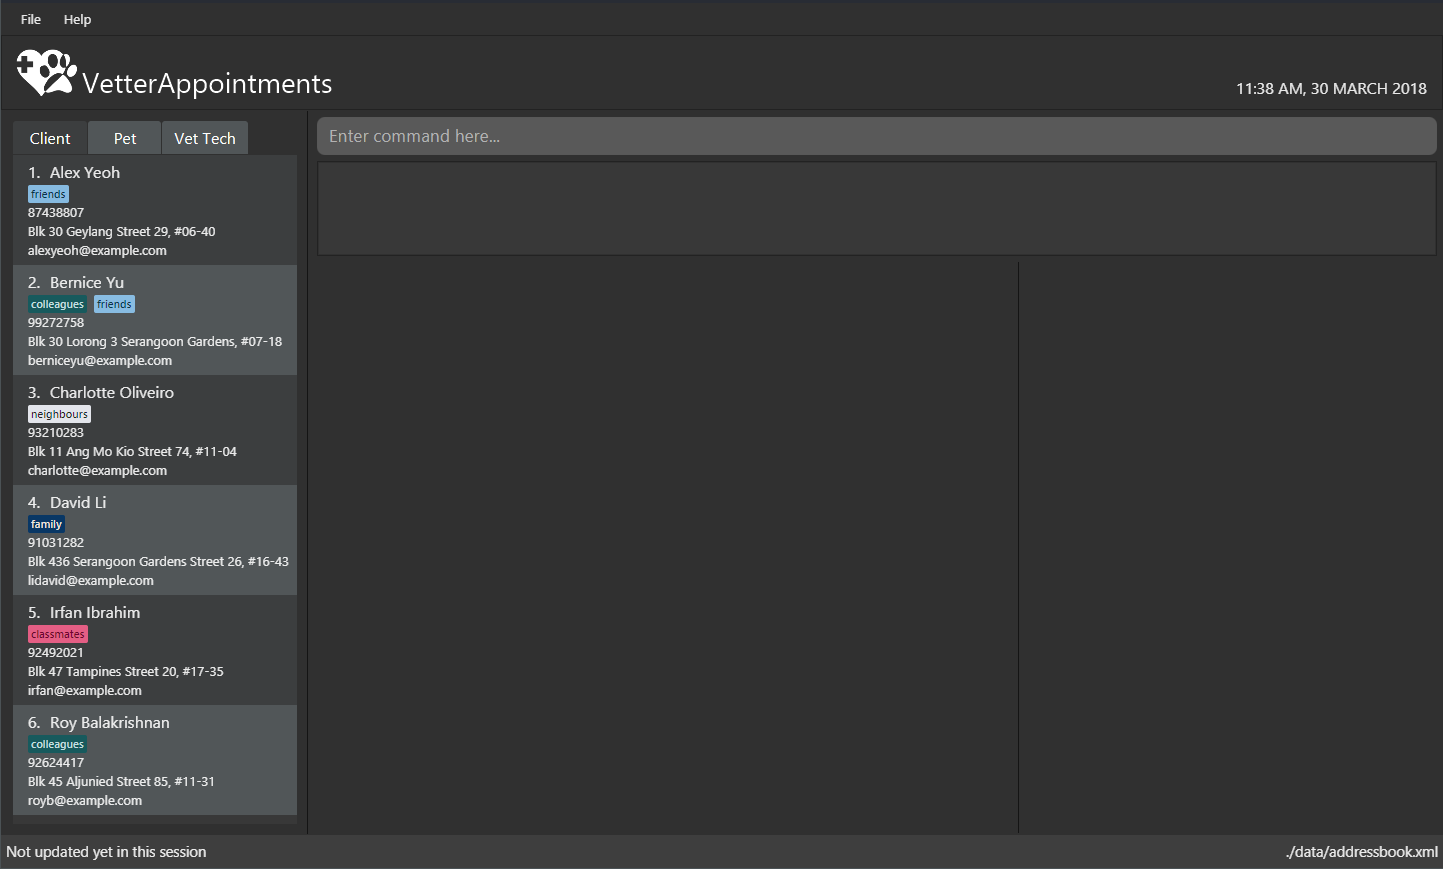 File Help
VetterAppointments
11:38 AM, 30 MARCH 2018
Client Pet Vet Tech
Enter command here...
1. Alex Yeoh
friends
87438807
Blk 30 Geylang Street 29, #06-40
alexyeoh@example.com
2. Bernice Yu
colleagues friends
99272758
Blk 30 Lorong 3 Serangoon Gardens, #07-18
berniceyu@example.com
3. Charlotte Oliveiro
neighbours
93210283
Blk 11 Ang Mo Kio Street 74, #11-04
charlotte@example.com
4. David Li
family
91031282
Blk 436 Serangoon Gardens Street 26, #16-43
lidavid@example.com
5. Irfan Ibrahim
classmates
92492021
Blk 47 Tampines Street 20, #17-35
irfan@example.com
6. Roy Balakrishnan
colleagues
92624417
Blk 45 Aljunied Street 85, #11-31
royb@example.com
Not updated yet in this session
./data/addressbook.xml